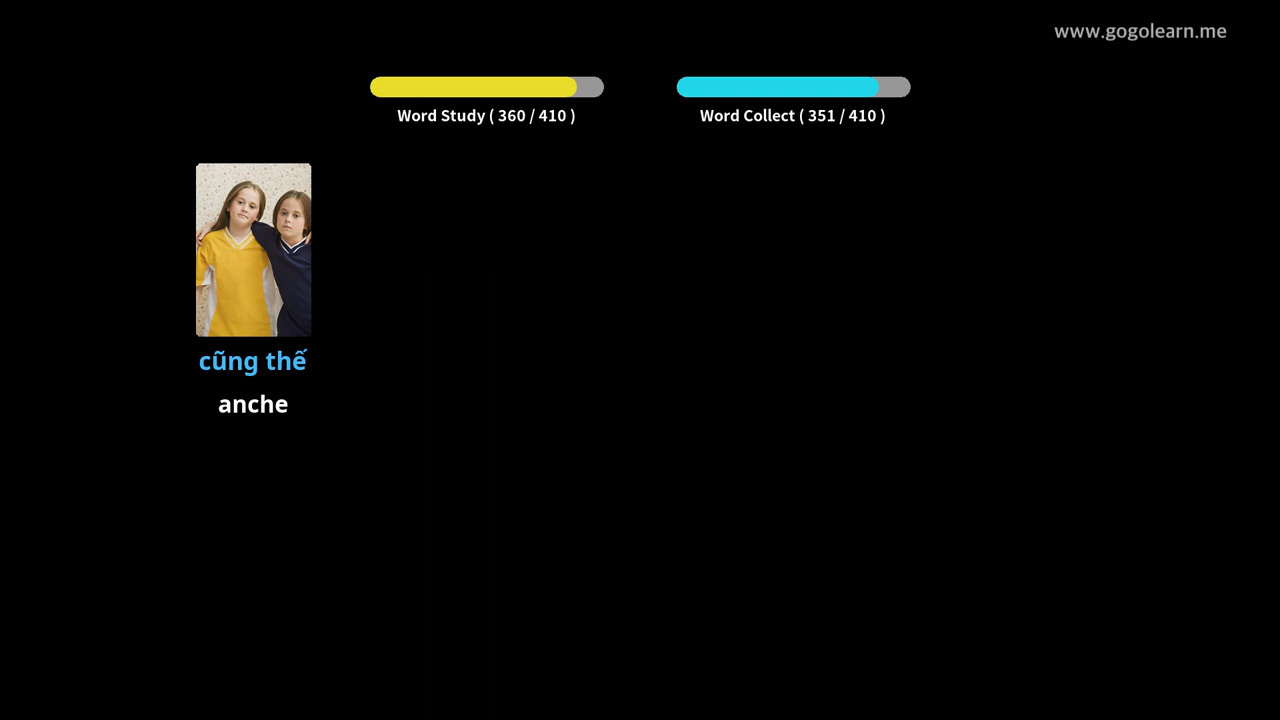 www.gogolearn.me
Word Study ( 360 / 410 )
Word Collect ( 351 / 410 )
cũng thế
anche